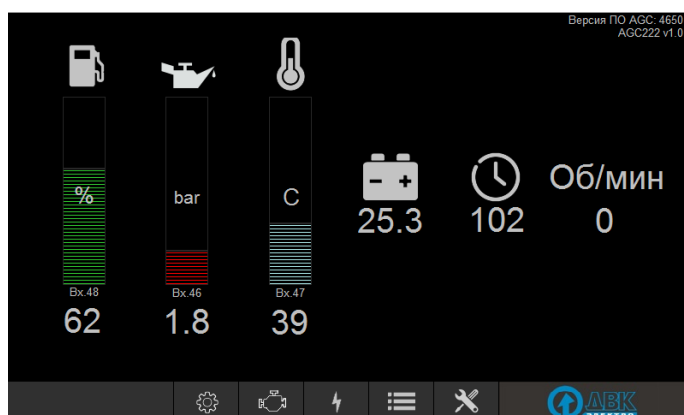 Версия ПО AGC: 4650
AGC222 v1.0
% bar C
- +
Об/мин
25.3 102 0
Вх.48 Вх.46 Вх.47
62 1.8 39
ДВК